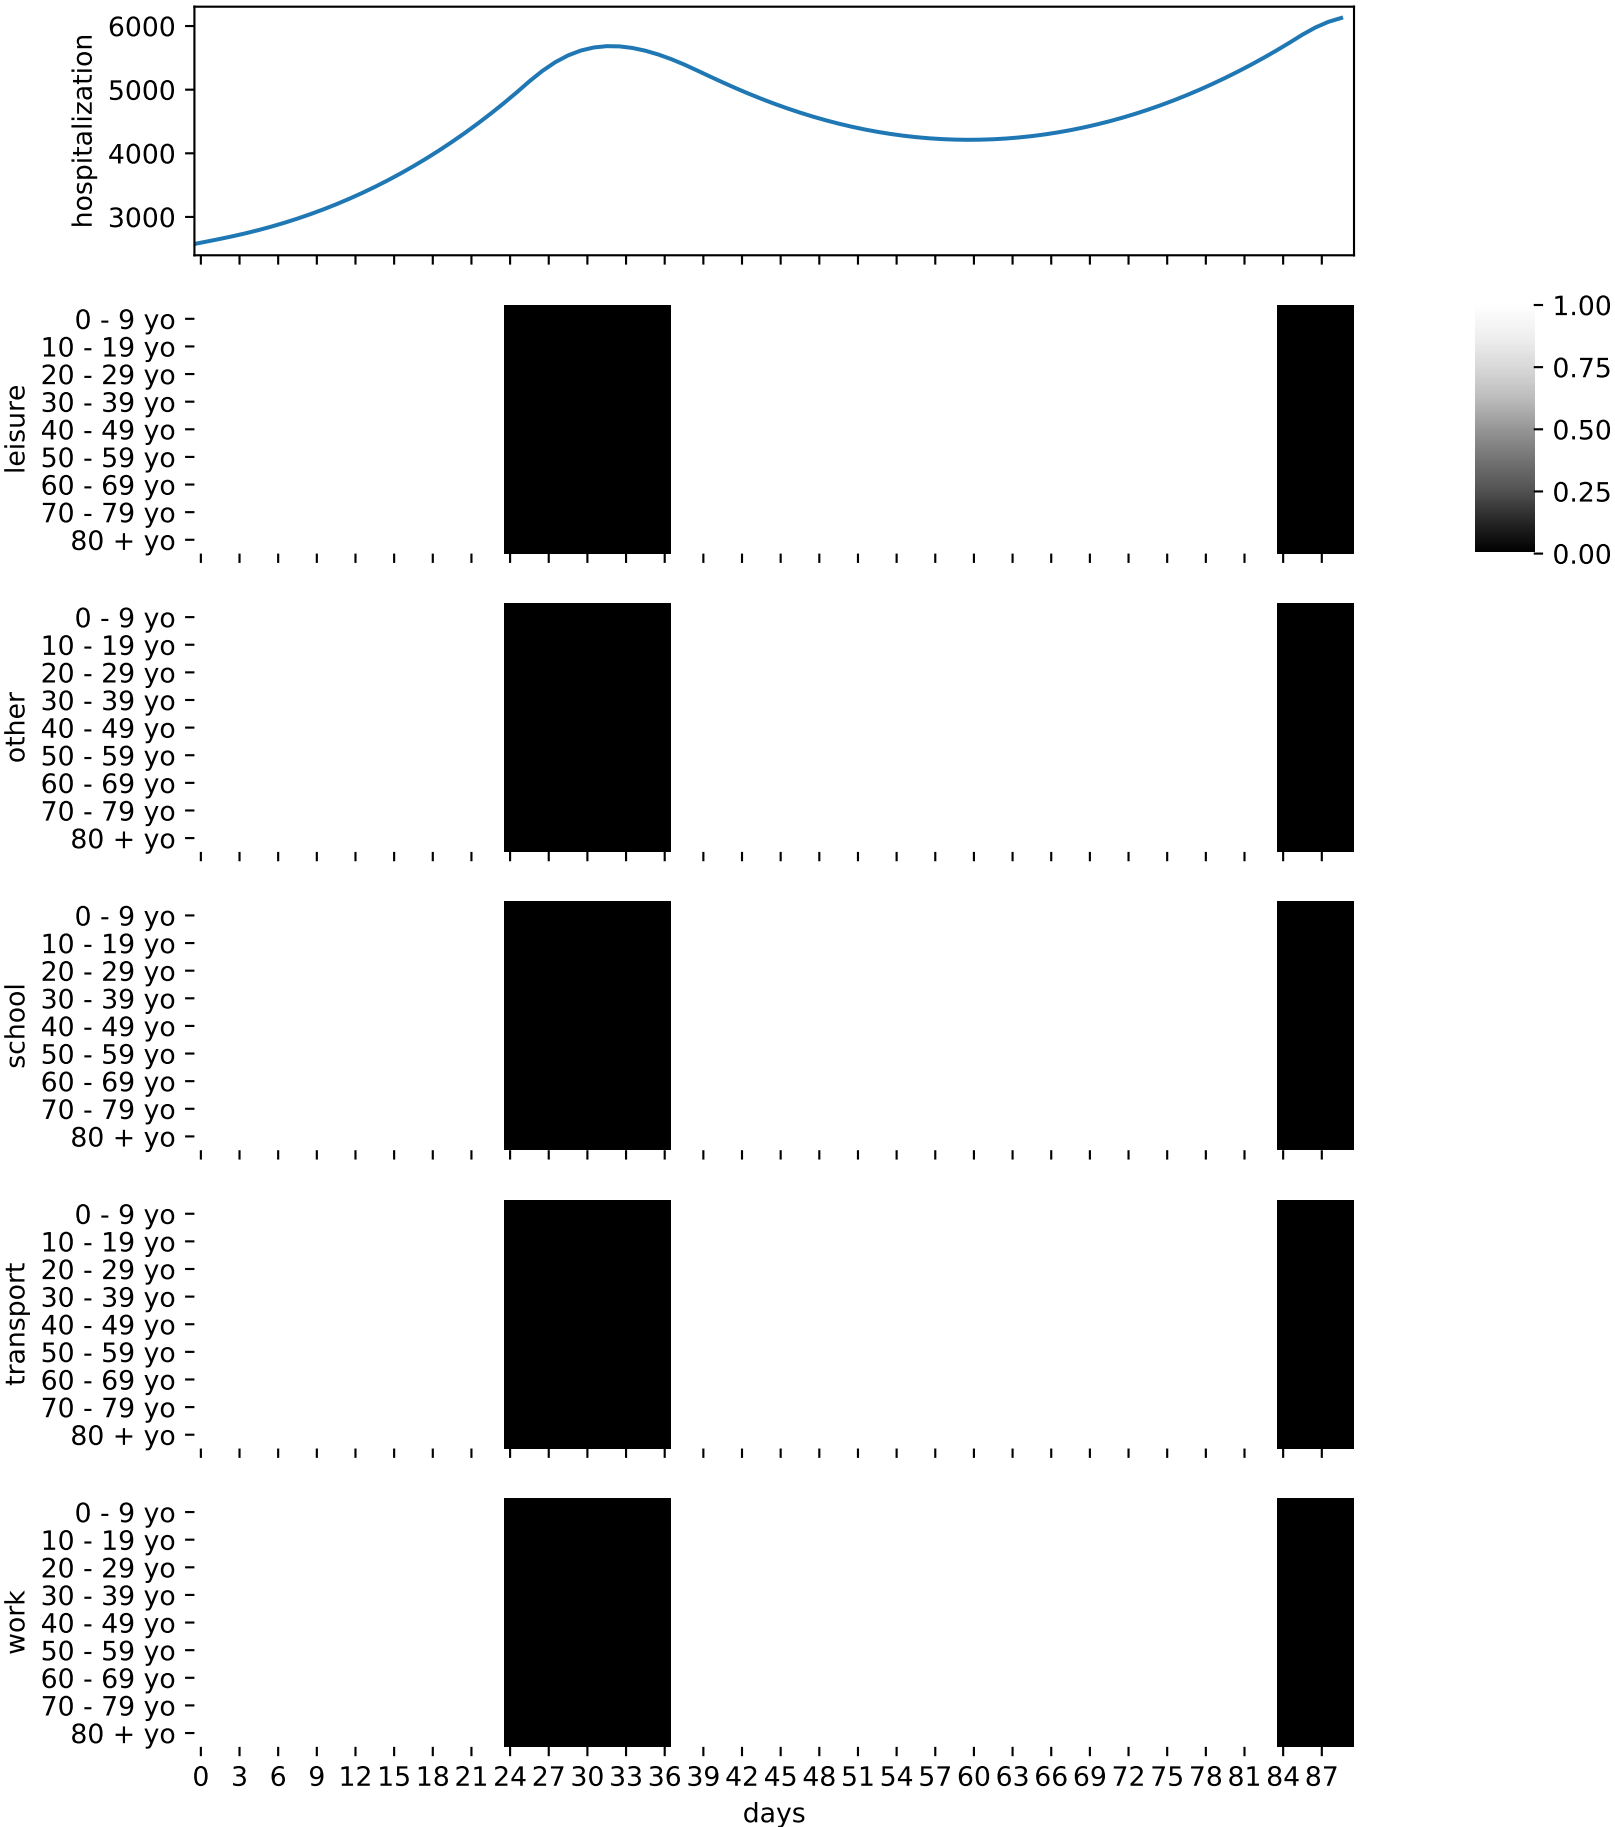 hospitalization
6000
5000
4000
3000
leisure
0 - 9 yo
10 - 19 yo
20 - 29 yo
30 - 39 yo
40 - 49 yo
50 - 59 yo
60 - 69 yo
70 - 79 yo
80 + yo
1.00
0.75
0.50
0.25
0.00
other
0 - 9 yo
10 - 19 yo
20 - 29 yo
30 - 39 yo
40 - 49 yo
50 - 59 yo
60 - 69 yo
70 - 79 yo
80 + yo
school
0 - 9 yo
10 - 19 yo
20 - 29 yo
30 - 39 yo
40 - 49 yo
50 - 59 yo
60 - 69 yo
70 - 79 yo
80 + yo
transport
0 - 9 yo
10 - 19 yo
20 - 29 yo
30 - 39 yo
40 - 49 yo
50 - 59 yo
60 - 69 yo
70 - 79 yo
80 + yo
work
0 - 9 yo
10 - 19 yo
20 - 29 yo
30 - 39 yo
40 - 49 yo
50 - 59 yo
60 - 69 yo
70 - 79 yo
80 + yo
0 3 6 9 12 15 18 21 24 27 30 33 36 39 42 45 48 51 54 57 60 63 66 69 72 75 78 81 84 87
days